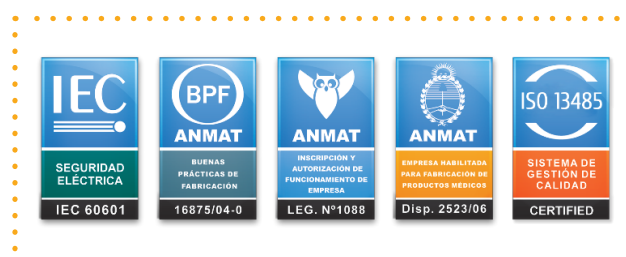 IEC
SEGURIDAD
ELÉCTRICA
IEC 60601
BPF
ANMAT
BUENAS
PRÁCTICAS DE
FABRICACIÓN
16875/04-0
ANMAT
INSCRIPCIÓN Y
AUTORIZACIÓN DE
FUNCIONAMIENTO DE
EMPRESA
LEG. Nº1088
ANMAT
EMPRESA HABILITADA
PARA FABRICACIÓN DE
PRODUCTOS MÉDICOS
Disp. 2523/06
ISO 13485
SISTEMA DE
GESTIÓN DE
CALIDAD
CERTIFIED